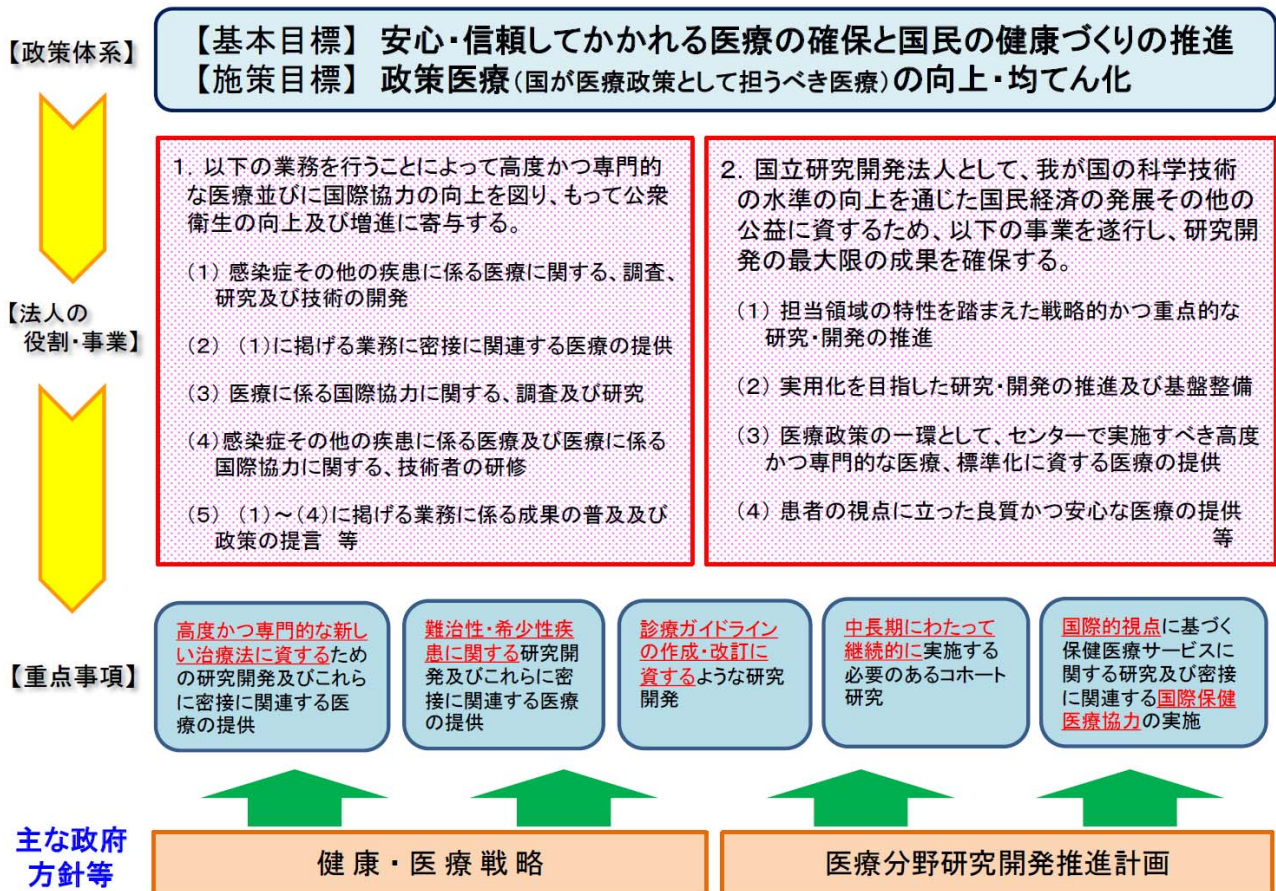 【政策体系】
【基本目標】 安心・信頼してかかれる医療の確保と国民の健康づくりの推進
【施策目標】 政策医療（国が医療政策として担うべき医療）の向上・均てん化
【法人の
役割・事業】
1．以下の業務を行うことによって高度かつ専門的
な医療並びに国際協力の向上を図り、もって公衆
衛生の向上及び増進に寄与する。
（1）感染症その他の疾患に係る医療に関する、調査、
研究及び技術の開発
（2）（1）に掲げる業務に密接に関連する医療の提供
（3）医療に係る国際協力に関する、調査及び研究
（4）感染症その他の疾患に係る医療及び医療に係る
国際協力に関する、技術者の研修
（5）（1）～（4）に掲げる業務に係る成果の普及及び
政策の提言 等
2．国立研究開発法人として、我が国の科学技術
の水準の向上を通じた国民経済の発展その他の
公益に資するため、以下の事業を遂行し、研究開
発の最大限の成果を確保する。
（1）担当領域の特性を踏まえた戦略的かつ重点的な
研究・開発の推進
（2）実用化を目指した研究・開発の推進及び基盤整備
（3）医療政策の一環として、センターで実施すべき高度
かつ専門的な医療、標準化に資する医療の提供
（4）患者の視点に立った良質かつ安心な医療の提供
等
【重点事項】
高度かつ専門的な新し
い治療法に資するため
の研究開発及びこれら
に密接に関連する医
療の提供
難治性・希少性疾
患に関する研究開
発及びこれらに密
接に関連する医療
の提供
診療ガイドライン
の作成・改訂に
資するような研究
開発
中長期にわたって
継続的に実施する
必要のあるコホート
研究
国際的視点に基づく
保健医療サービスに
関する研究及び密接
に関連する国際保健
医療協力の実施
主な政府
方針等
健康・医療戦略
医療分野研究開発推進計画